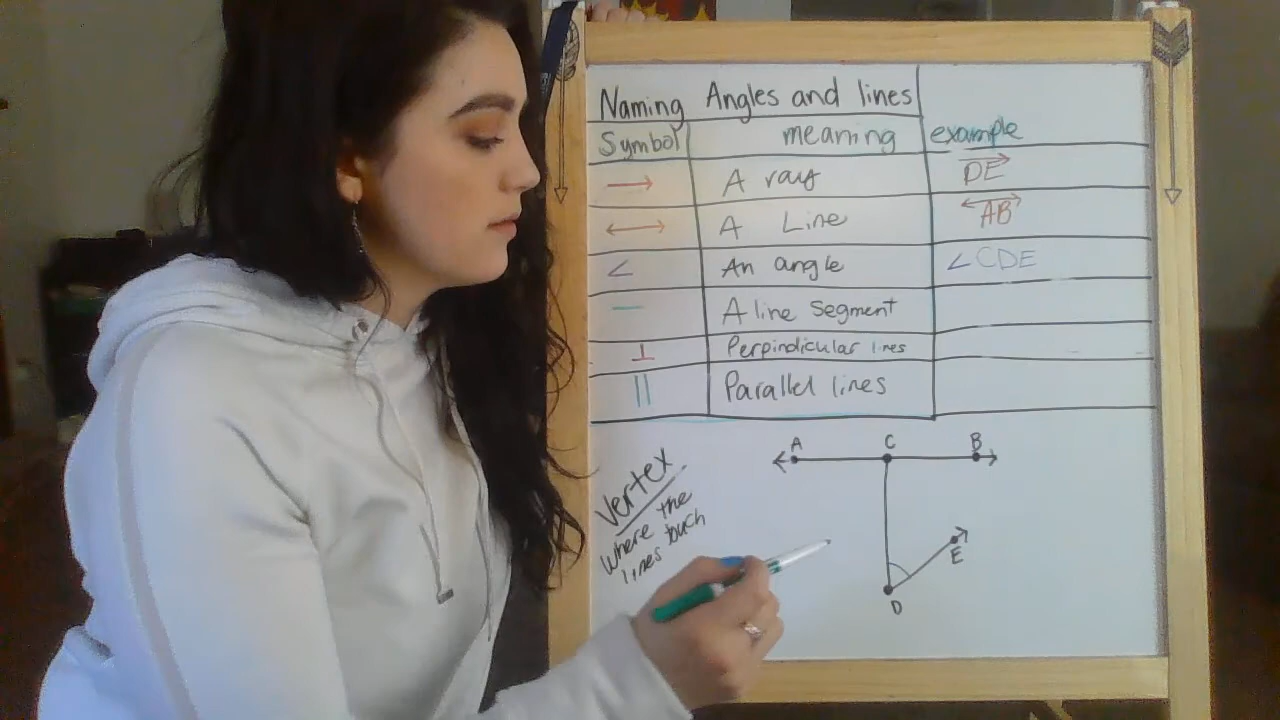 Naming Angles and lines
Symbol meaning example
→ A ray DE
↔ A Line AB
∠ An angle ∠CDE
— A line segment
⊥ Perpindicular lines
|| Parallel lines
A C B
Vertex
Where the
lines touch
E
D